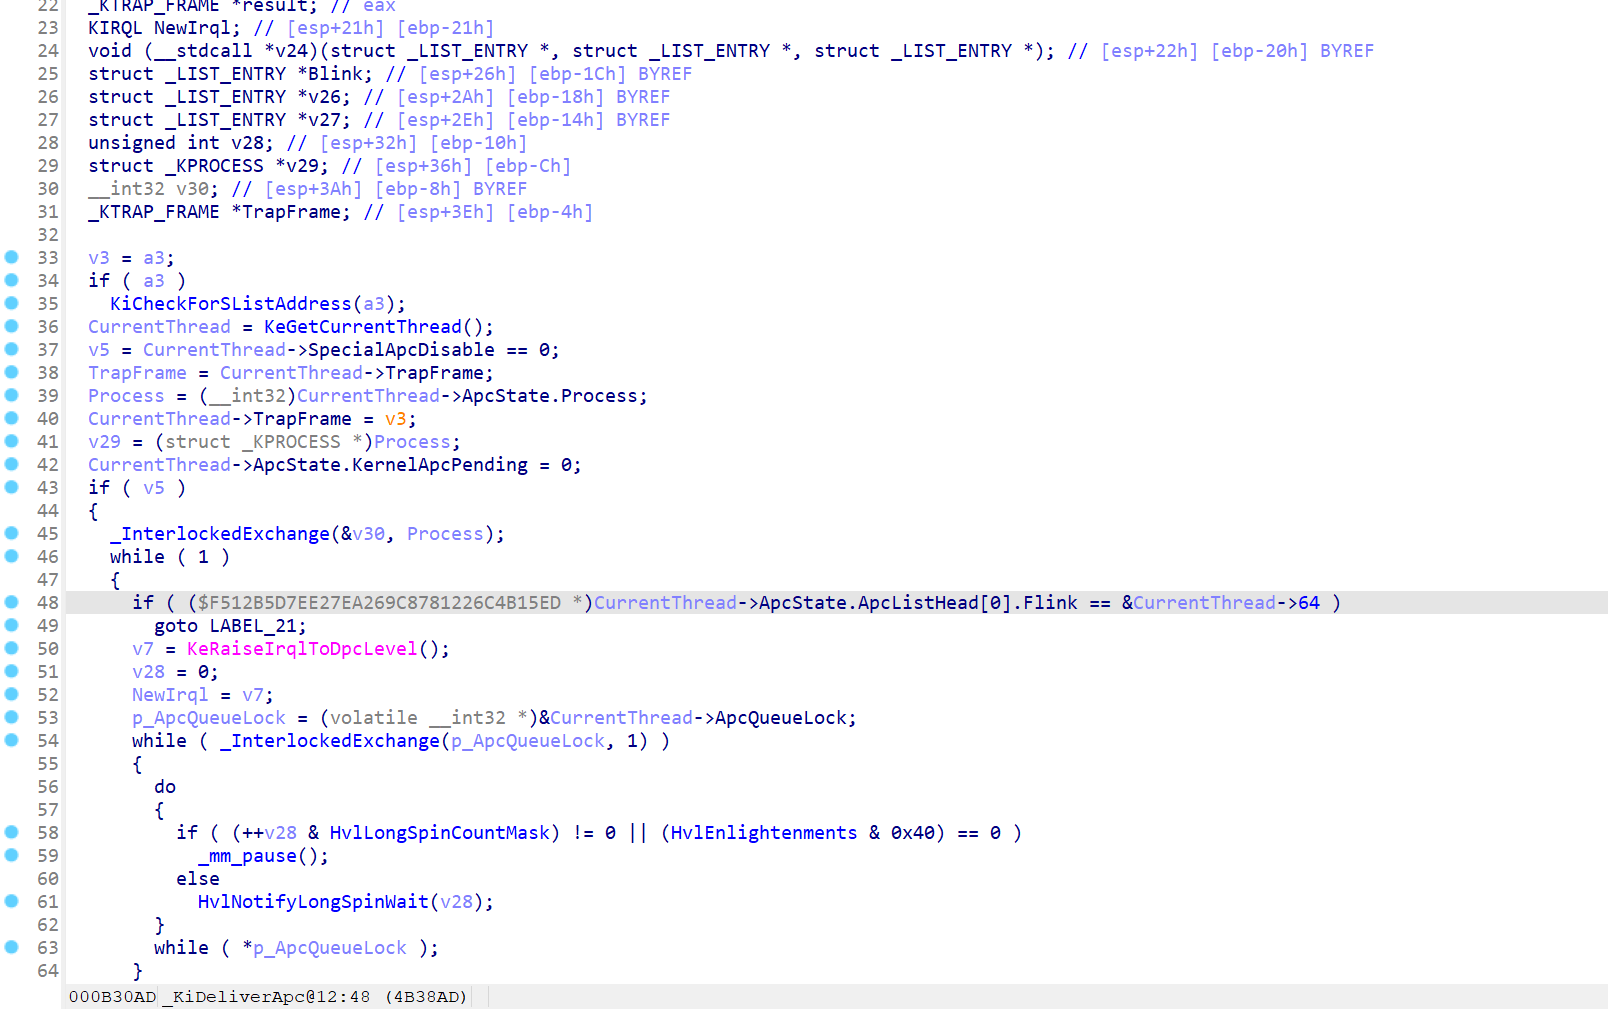 22 _KTRAP_FRAME *result; // eax
23 KIRQL NewIrql; // [esp+21h] [ebp-21h]
24 void (__stdcall *v24)(struct _LIST_ENTRY *, struct _LIST_ENTRY *, struct _LIST_ENTRY *); // [esp+22h] [ebp-20h] BYREF
25 struct _LIST_ENTRY *Blink; // [esp+26h] [ebp-1Ch] BYREF
26 struct _LIST_ENTRY *v26; // [esp+2Ah] [ebp-18h] BYREF
27 struct _LIST_ENTRY *v27; // [esp+2Eh] [ebp-14h] BYREF
28 unsigned int v28; // [esp+32h] [ebp-10h]
29 struct _KPROCESS *v29; // [esp+36h] [ebp-Ch]
30 __int32 v30; // [esp+3Ah] [ebp-8h] BYREF
31 _KTRAP_FRAME *TrapFrame; // [esp+3Eh] [ebp-4h]
32
33 v3 = a3;
34 if ( a3 )
35 KiCheckForSListAddress(a3);
36 CurrentThread = KeGetCurrentThread();
37 v5 = CurrentThread->SpecialApcDisable == 0;
38 TrapFrame = CurrentThread->TrapFrame;
39 Process = (__int32)CurrentThread->ApcState.Process;
40 CurrentThread->TrapFrame = v3;
41 v29 = (struct _KPROCESS *)Process;
42 CurrentThread->ApcState.KernelApcPending = 0;
43 if ( v5 )
44 {
45 _InterlockedExchange(&v30, Process);
46 while ( 1 )
47 {
48 if ( ($F512B5D7EE27EA269C8781226C4B15ED *)CurrentThread->ApcState.ApcListHead[0].Flink == &CurrentThread->64 )
49 goto LABEL_21;
50 v7 = KeRaiseIrqlToDpcLevel();
51 v28 = 0;
52 NewIrql = v7;
53 p_ApcQueueLock = (volatile __int32 *)&CurrentThread->ApcQueueLock;
54 while ( _InterlockedExchange(p_ApcQueueLock, 1) )
55 {
56 do
57 {
58 if ( (++v28 & HvlLongSpinCountMask) != 0 || (HvlEnlightenments & 0x40) == 0 )
59 _mm_pause();
60 else
61 HvlNotifyLongSpinWait(v28);
62 }
63 while ( *p_ApcQueueLock );
64 }
000B30AD _KiDeliverApc@12:48 (4B38AD)